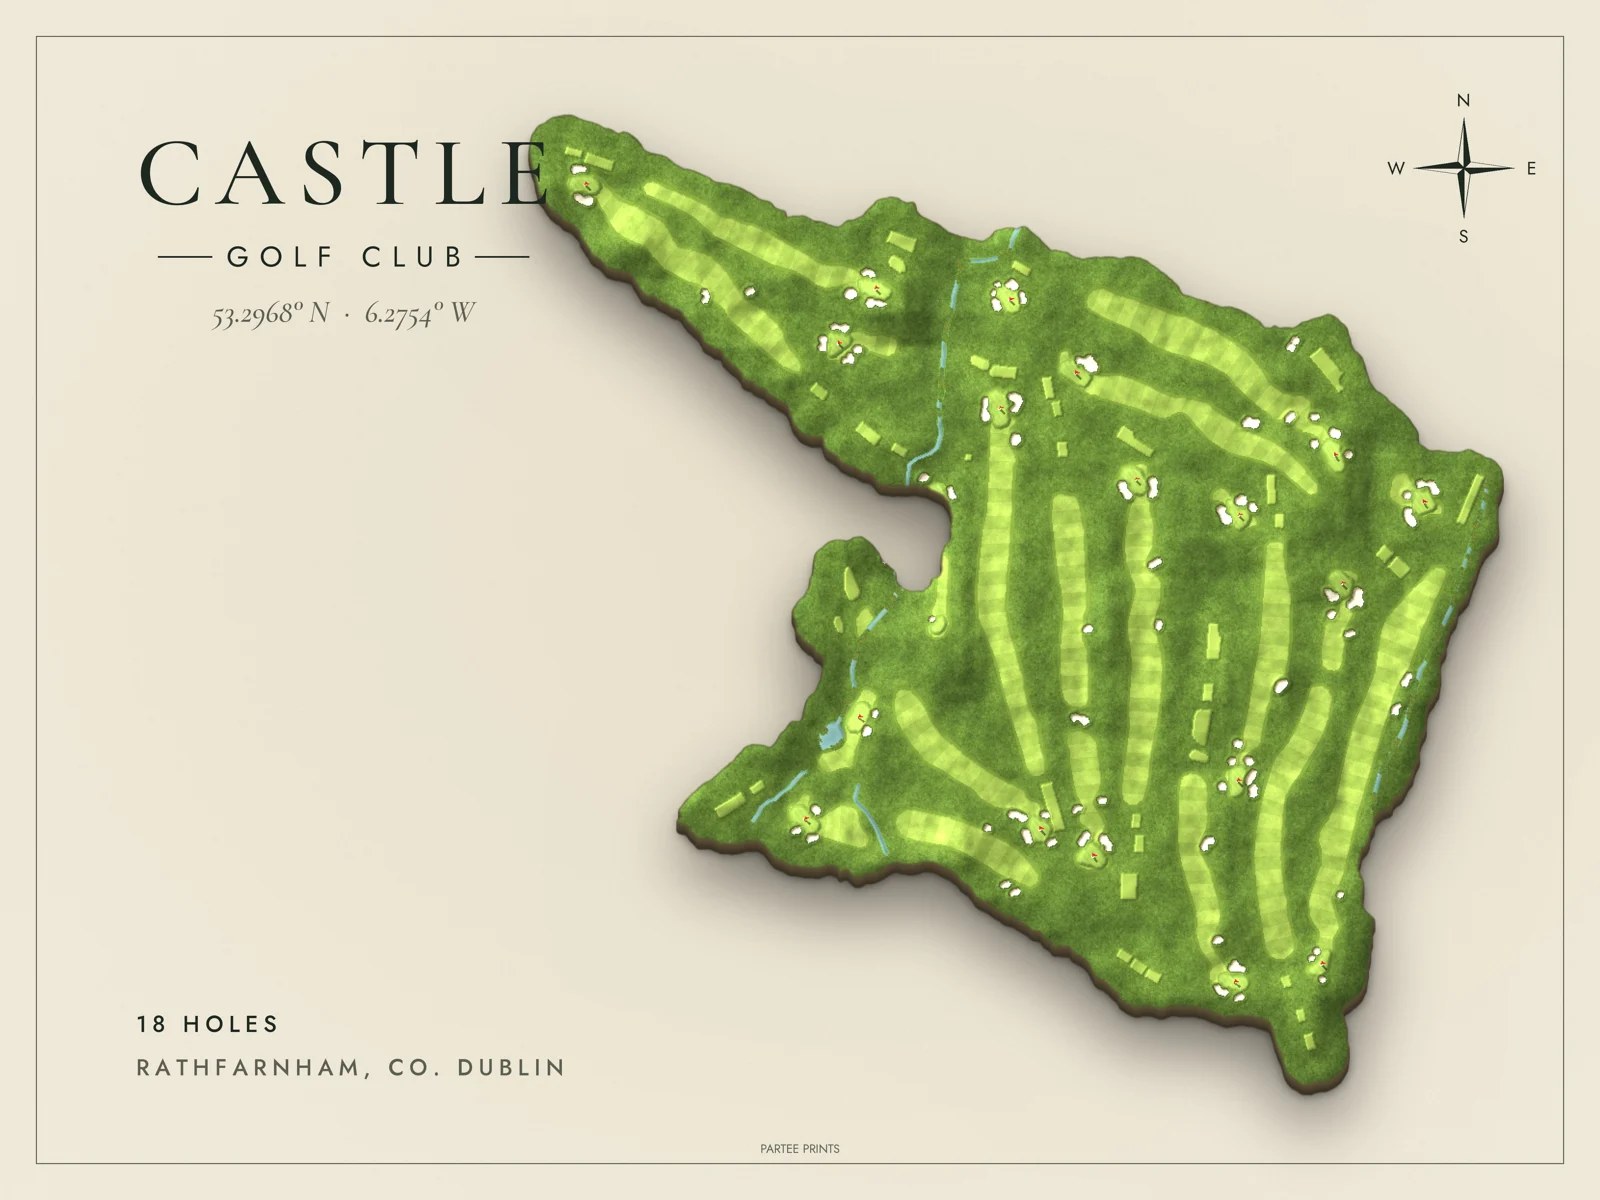 CASTLE
GOLF CLUB
53.2968° N · 6.2754° W
N
W E
S
18 HOLES
RATHFARNHAM, CO. DUBLIN
PARTEE PRINTS